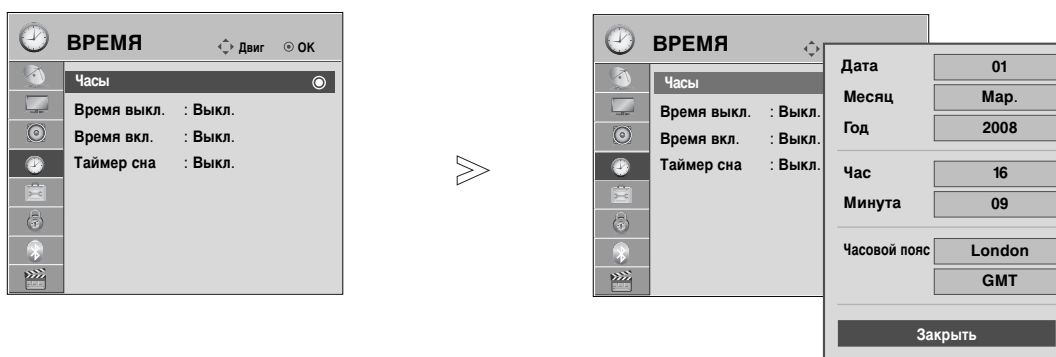 ВРЕМЯ Двиг OK
Часы
Время выкл. : Выкл.
Время вкл. : Выкл.
Таймер сна : Выкл.
>
ВРЕМЯ
Часы
Время выкл. : Выкл.
Время вкл. : Выкл.
Таймер сна : Выкл.
Дата 01
Месяц Мар.
Год 2008
Час 16
Минута 09
Часовой пояс London
GMT
Закрыть